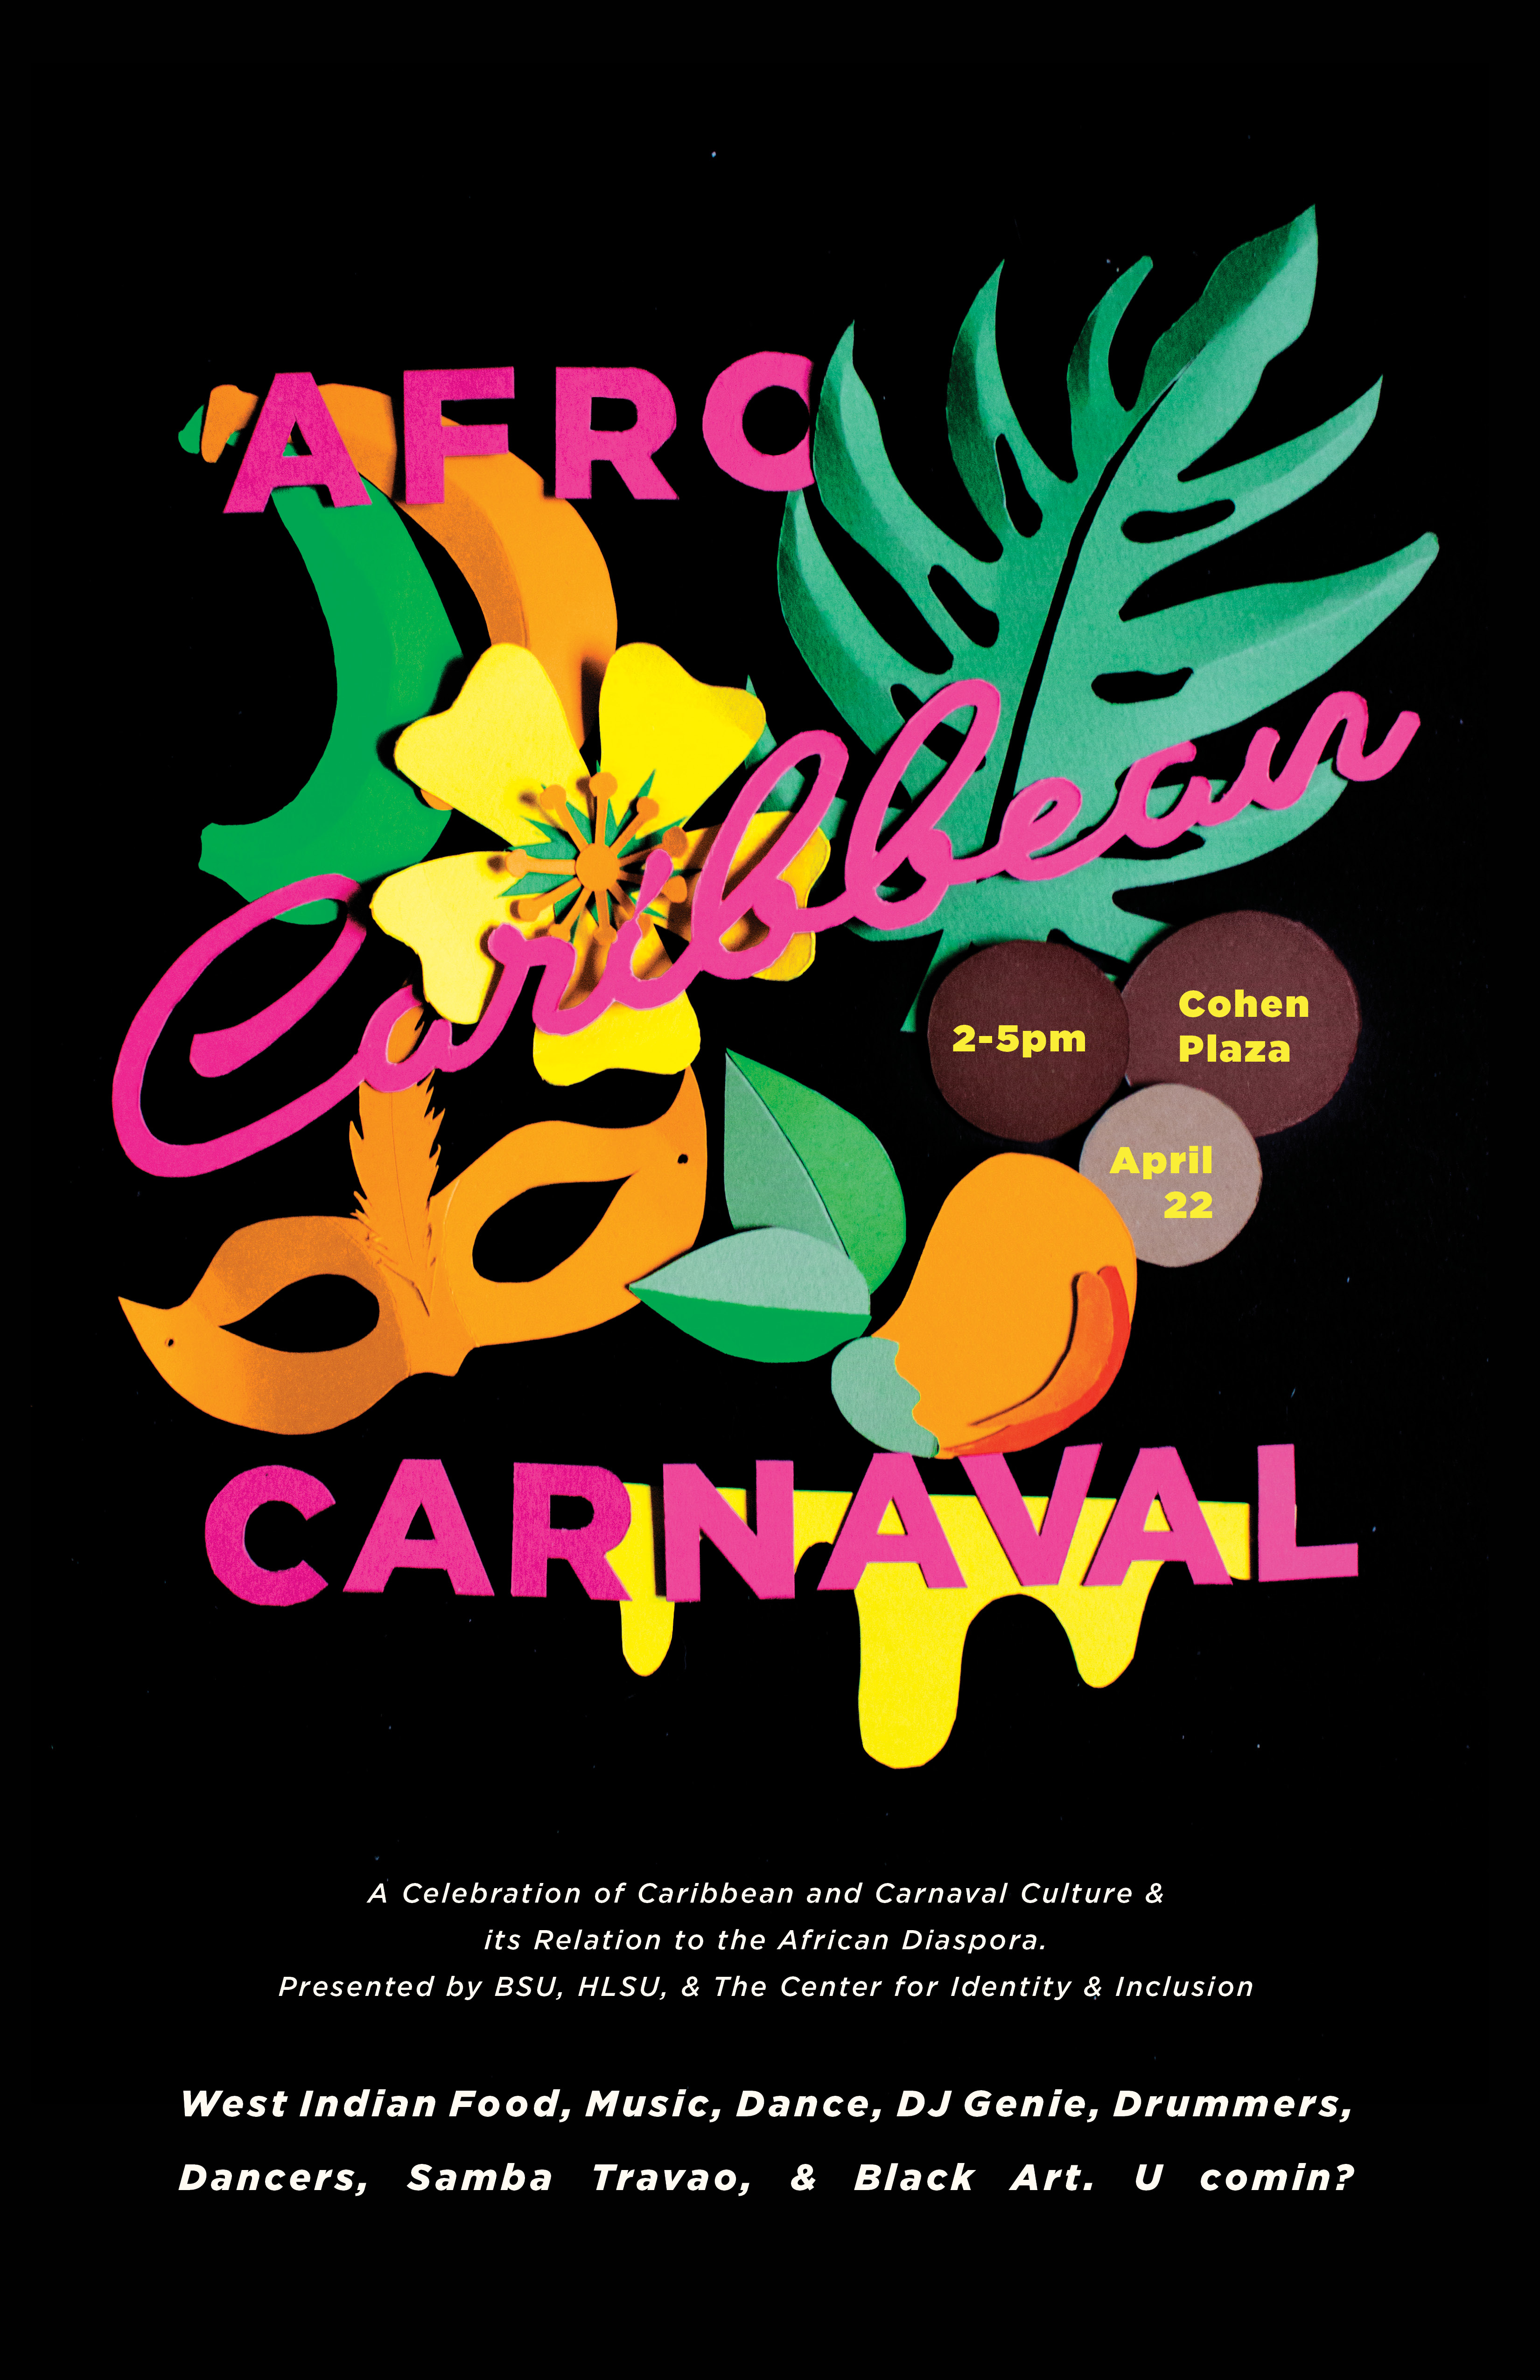 AFRO
Caribbean
2-5pm
Cohen
Plaza
April
22
CARNAVAL
A Celebration of Caribbean and Carnaval Culture &
its Relation to the African Diaspora.
Presented by BSU, HLSU, & The Center for Identity & Inclusion
West Indian Food, Music, Dance, DJ Genie, Drummers,
Dancers, Samba Travao, & Black Art. U comin?